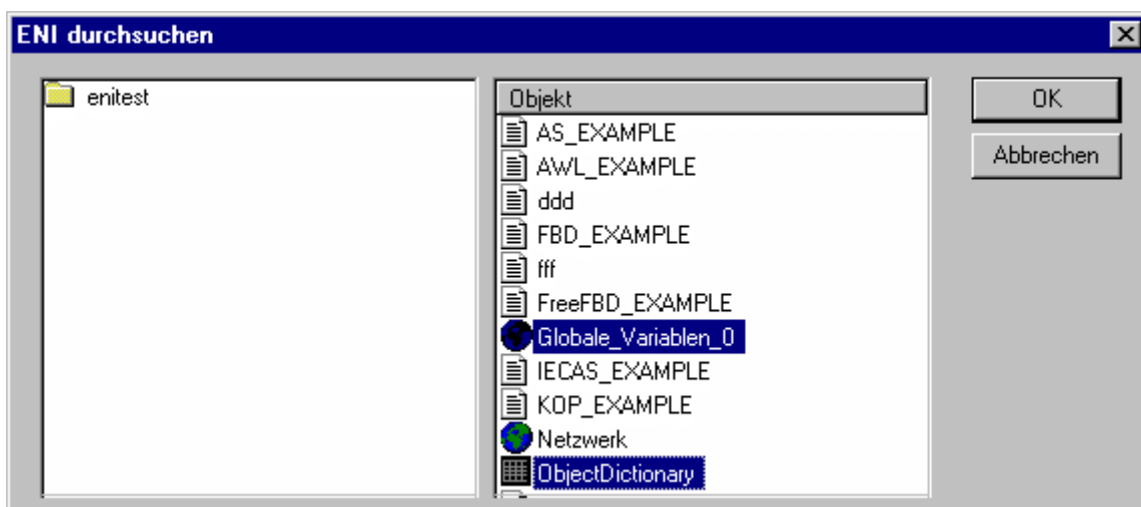 ENI durchsuchen
enitest
Objekt
AS_EXAMPLE
AWL_EXAMPLE
ddd
FBD_EXAMPLE
fff
FreeFBD_EXAMPLE
Globale_Variablen_0
IECAS_EXAMPLE
KOP_EXAMPLE
Netzwerk
ObjectDictionary
OK
Abbrechen